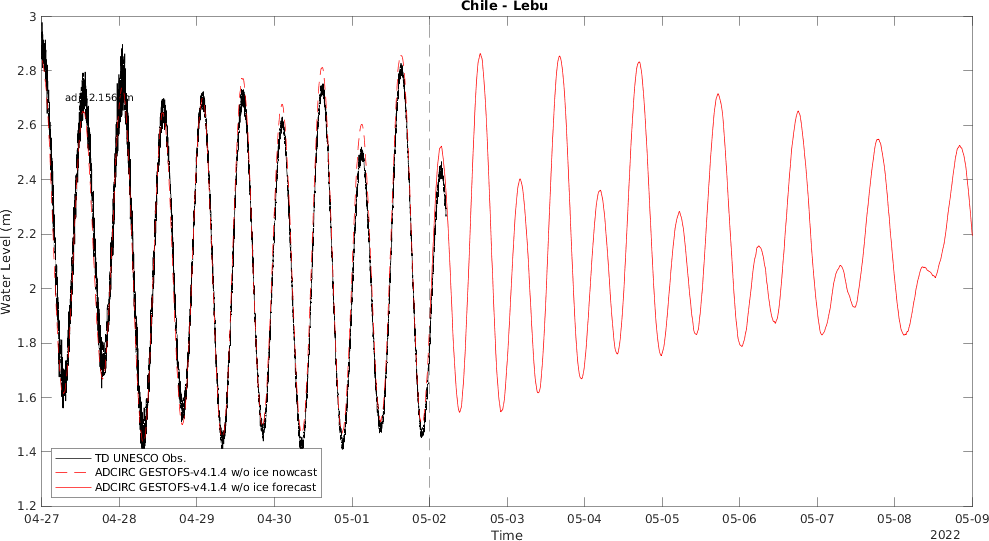 Chile - Lebu
3
2.8
2.6
2.4
2.2
2
1.8
1.6
1.4
1.2
Water Level (m)
TD UNESCO Obs.
ADCIRC GESTOFS-v4.1.4 w/o ice nowcast
ADCIRC GESTOFS-v4.1.4 w/o ice forecast
04-27 04-28 04-29 04-30 05-01 05-02 05-03 05-04 05-05 05-06 05-07 05-08 05-09
Time
2022